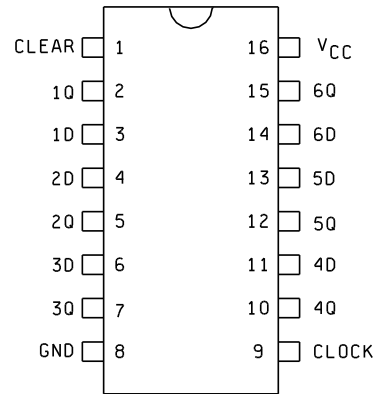 CLEAR 1 16 VCC
1Q 2 15 6Q
1D 3 14 6D
2D 4 13 5D
2Q 5 12 5Q
3D 6 11 4D
3Q 7 10 4Q
GND 8 9 CLOCK